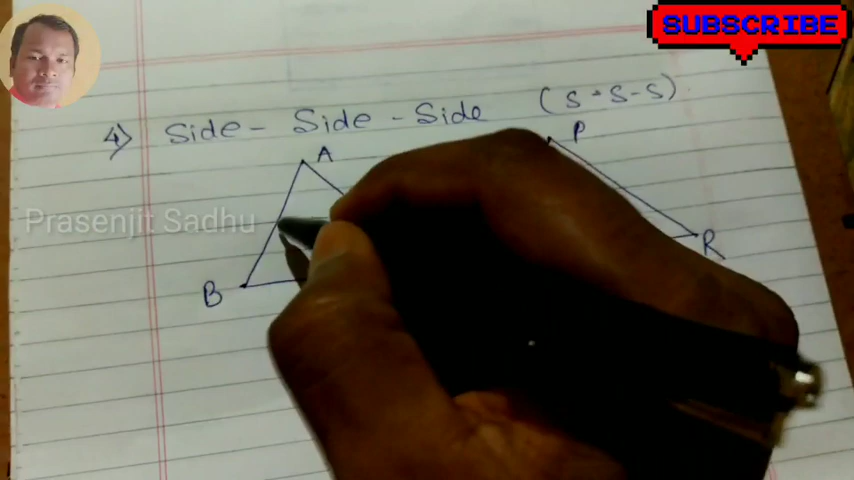 SUBSCRIBE
4) Side - Side - Side (S-S-S).
A
P
Prasenjit Sadhu
R
B